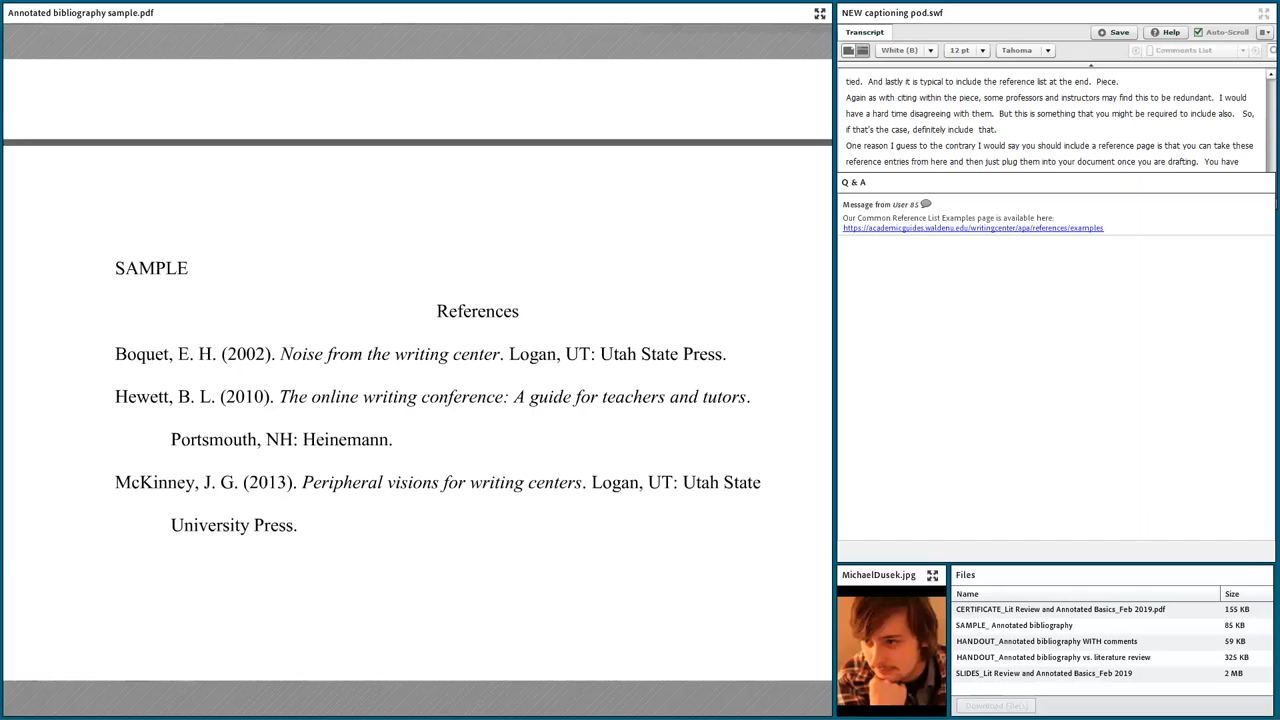 Annotated bibliography sample.pdf
SAMPLE
References
Boquet, E. H. (2002). Noise from the writing center. Logan, UT: Utah State Press.
Hewett, B. L. (2010). The online writing conference: A guide for teachers and tutors.
Portsmouth, NH: Heinemann.
McKinney, J. G. (2013). Peripheral visions for writing centers. Logan, UT: Utah State
University Press.
NEW captioning pod.swf
Transcript
Save
Help
Auto-Scroll
White (B)
12 pt
Tahoma
Comments List
tied. And lastly it is typical to include the reference list at the end. Piece.
Again as with citing within the piece, some professors and instructors may find this to be redundant. I would
have a hard time disagreeing with them. But this is something that you might be required to include also. So,
if that's the case, definitely include that.
One reason I guess to the contrary I would say you should include a reference page is that you can take these
reference entries from here and then just plug them into your document once you are drafting. You have
Q & A
Message from User 85
Our Common Reference List Examples page is available here:
https://academicguides.waldenu.edu/writingcenter/apa/references/examples
MichaelDusek.jpg
Files
Name Size
CERTIFICATE_Lit Review and Annotated Basics_Feb 2019.pdf 155 KB
SAMPLE_ Annotated bibliography 85 KB
HANDOUT_Annotated bibliography WITH comments 59 KB
HANDOUT_Annotated bibliography vs. literature review 325 KB
SLIDES_Lit Review and Annotated Basics_Feb 2019 2 MB
Download File(s)